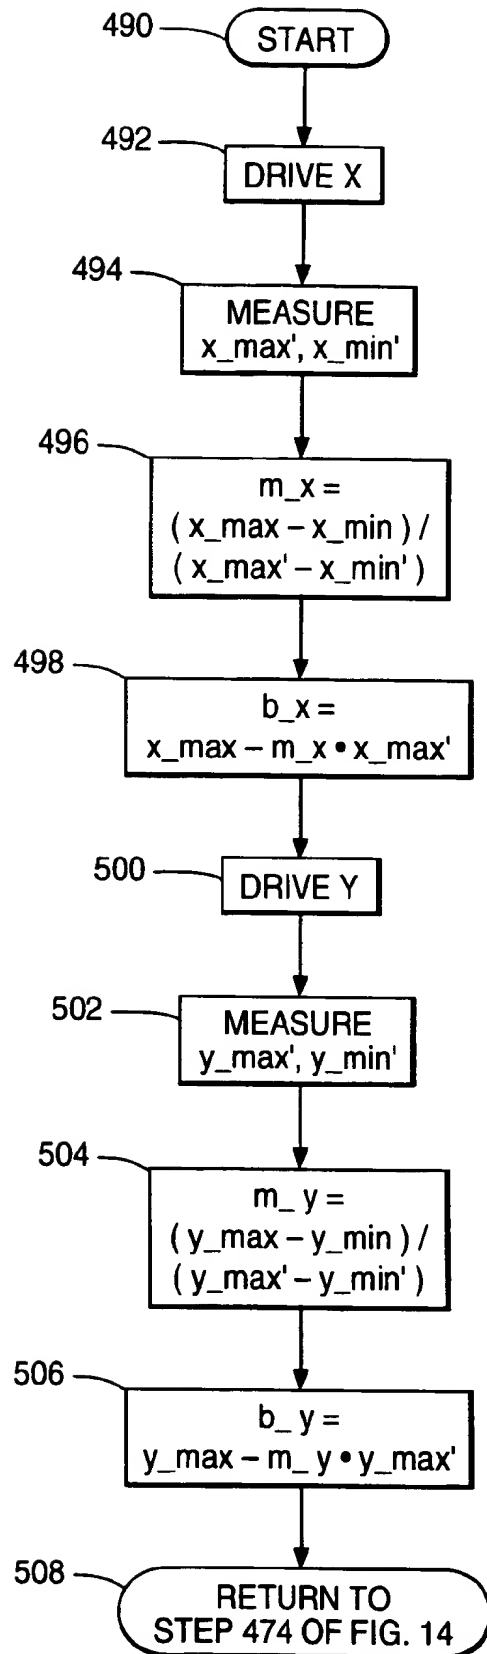 490
START
492
DRIVE X
494
MEASURE
x_max', x_min'
496
m_x =
( x_max – x_min ) /
( x_max' – x_min' )
498
b_x =
x_max – m_x • x_max'
500
DRIVE Y
502
MEASURE
y_max', y_min'
504
m_ y =
( y_max – y_min ) /
( y_max' – y_min' )
506
b_ y =
y_max – m_ y • y_max'
508
RETURN TO
STEP 474 OF FIG. 14